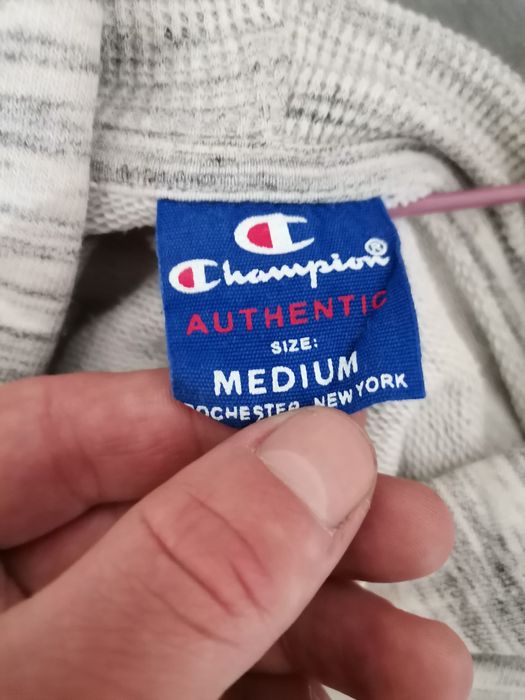 Champion®
AUTHENTIC
SIZE:
MEDIUM
ROCHESTER, NEW YORK